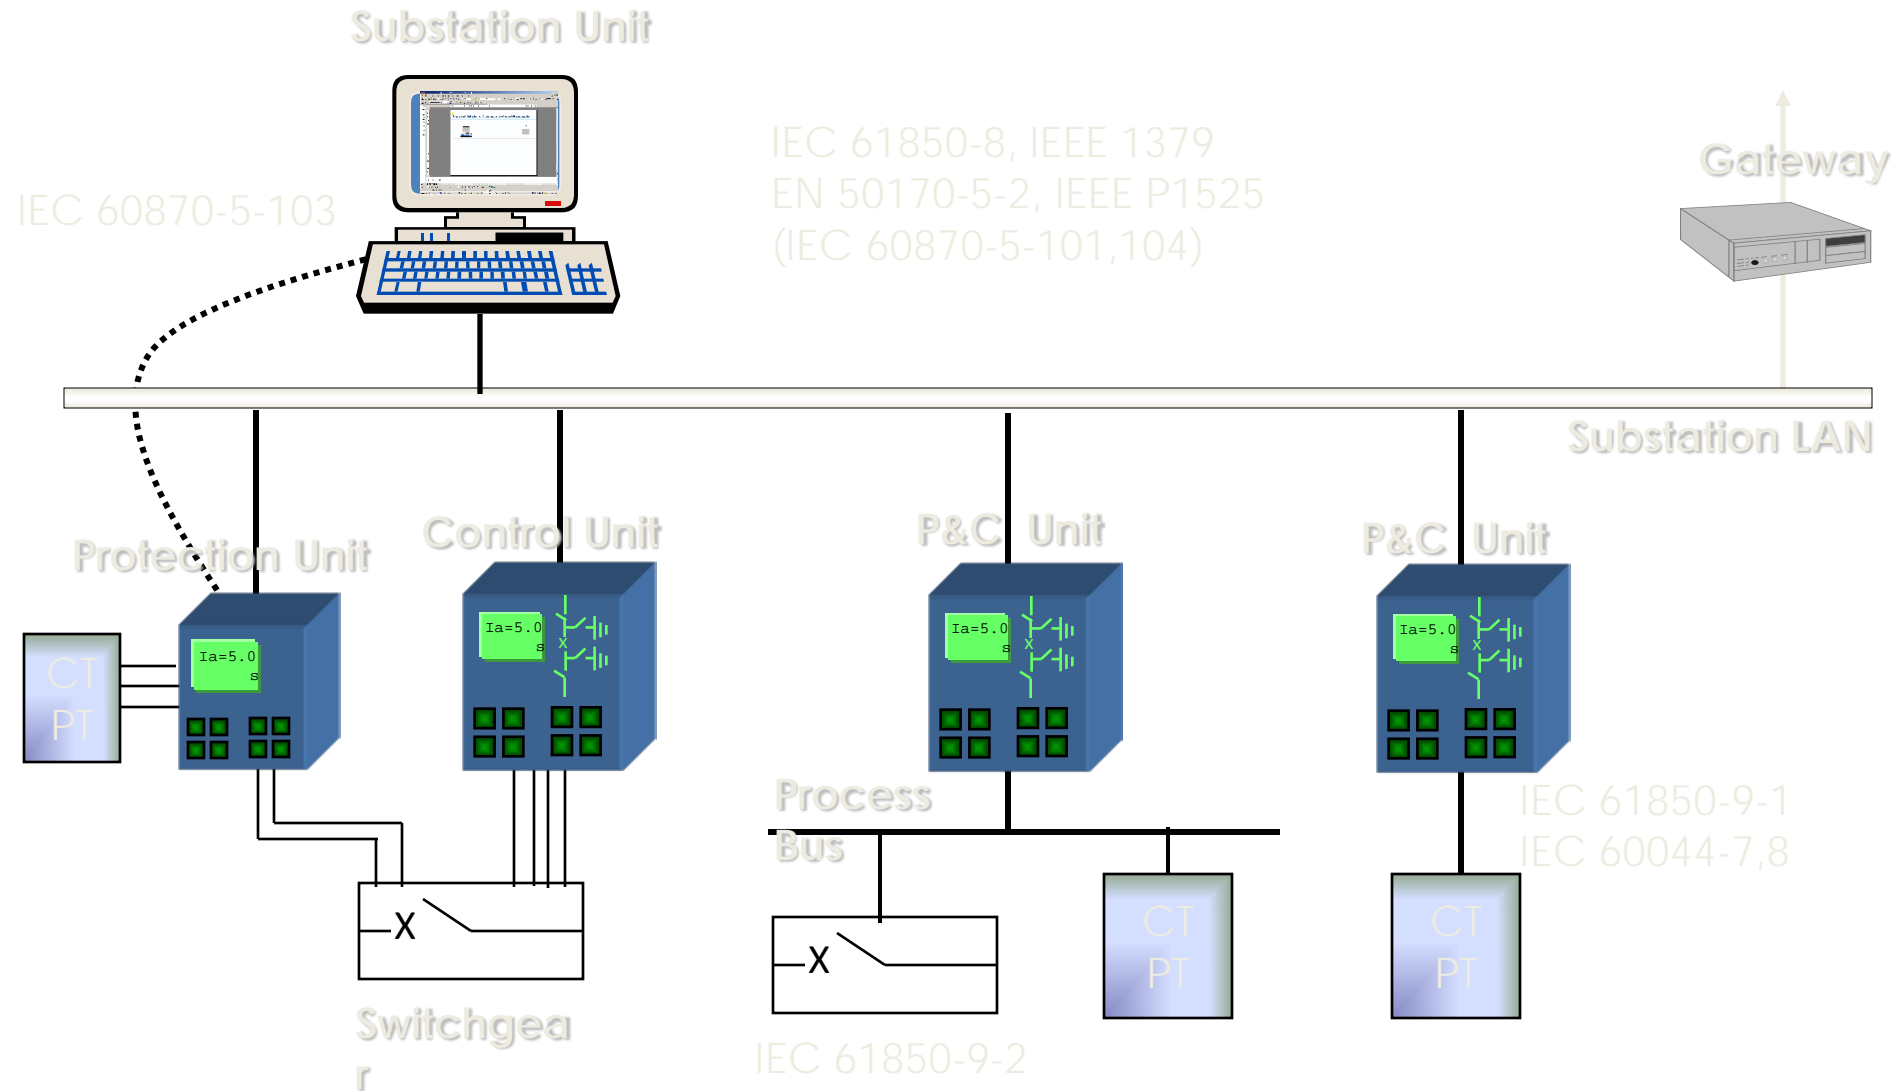 Substation Unit
IEC 61850-8, IEEE 1379
EN 50170-5-2, IEEE P1525
(IEC 60870-5-101,104)
Gateway
IEC 60870-5-103
Substation LAN
Protection Unit
Control Unit
P&C Unit
P&C Unit
Ia=5.0
s
Ia=5.0
s
x
Ia=5.0
s
x
Ia=5.0
s
x
CT
PT
Process
Bus
IEC 61850-9-1
IEC 60044-7,8
X
X
CT
PT
CT
PT
Switchgea
r
IEC 61850-9-2